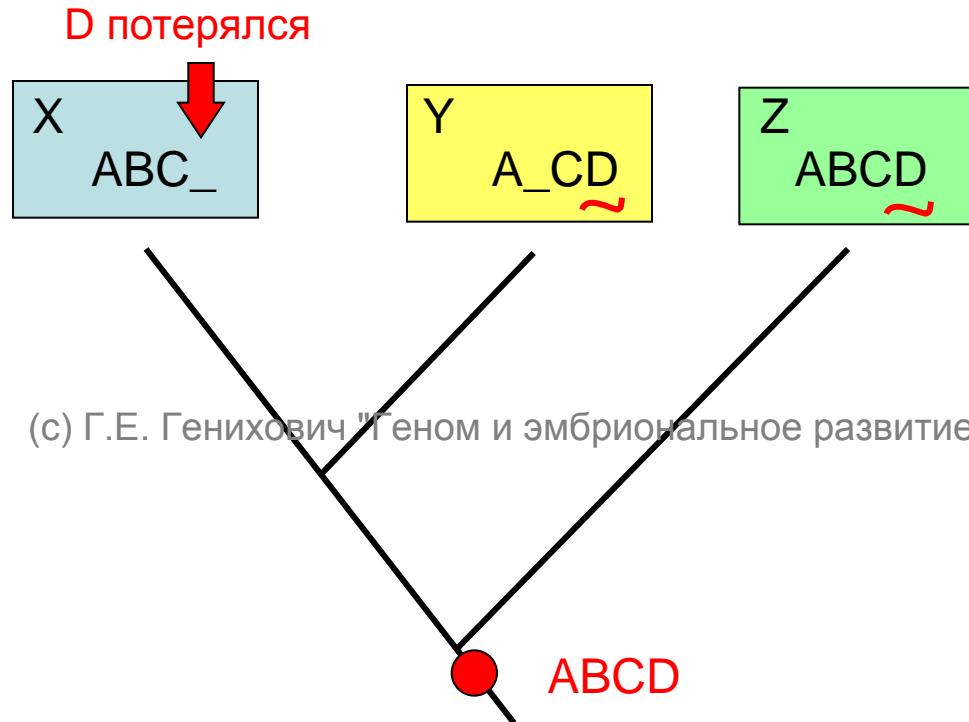 D потерялся
X
ABC_
Y
A_CD
Z
ABCD
(c) Г.Е. Генихович "Геном и эмбриональное развитие
ABCD